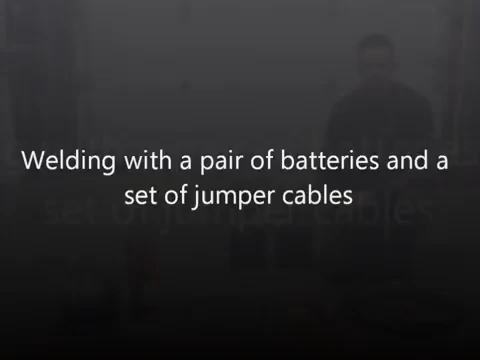 Welding with a pair of batteries and a
set of jumper cables